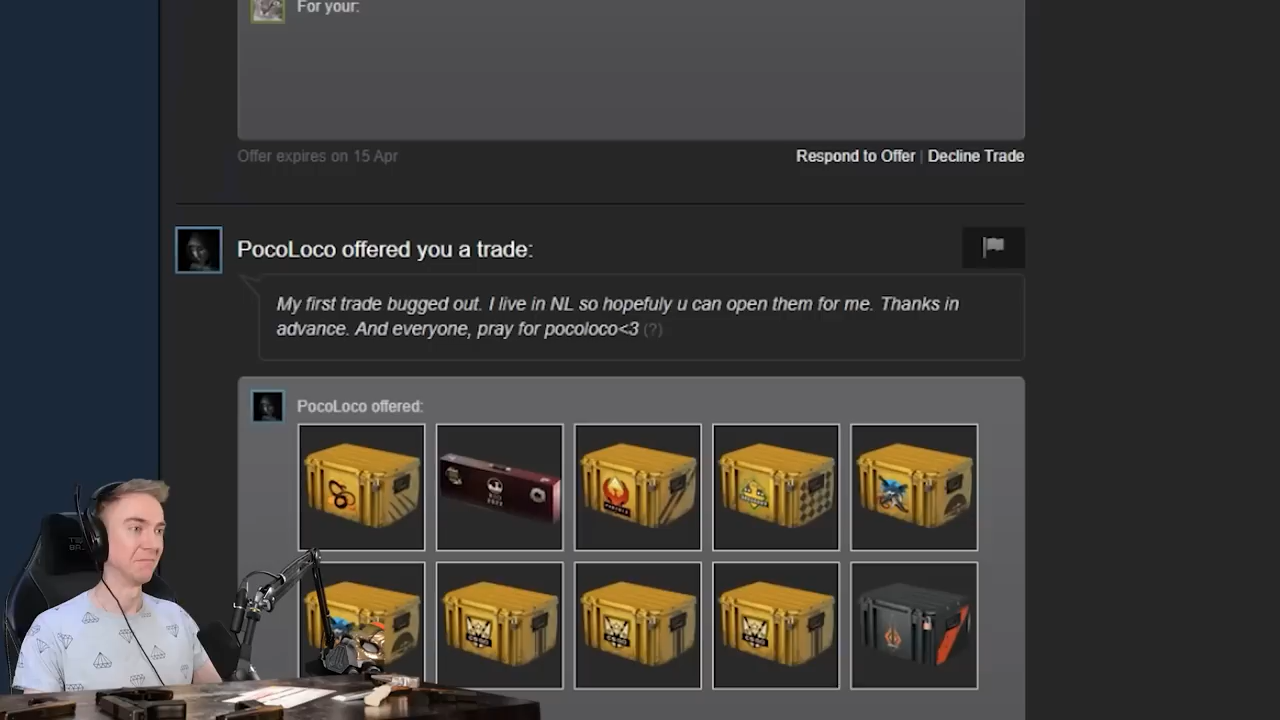 For your:
Offer expires on 15 Apr
Respond to Offer | Decline Trade
PocoLoco offered you a trade:
My first trade bugged out. I live in NL so hopefuly u can open them for me. Thanks in
advance. And everyone, pray for pocoloco<3 (?)
PocoLoco offered: